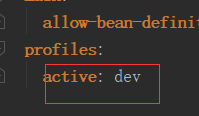 allow-bean-definit
profiles:
active: dev